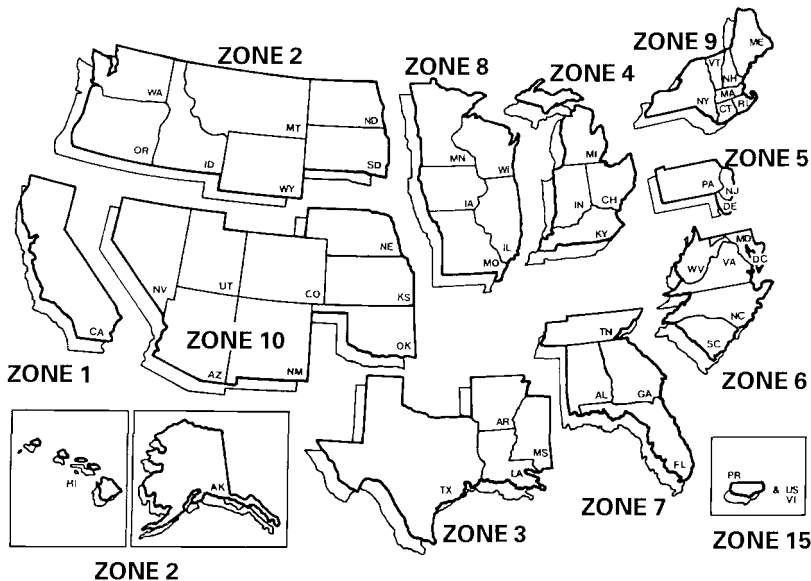 ZONE 2
WA
OR
ID
MT
WY
ND
SD
ZONE 8
MN
WI
IA
IL
MO
ZONE 4
MI
IN
CH
KY
ZONE 9
ME
VT
NH
MA
NY
CT
RI
ZONE 5
PA
NJ
DE
CA
ZONE 1
NV
UT
CO
NE
KS
OK
ZONE 10
AZ
NM
MD
DC
WV
VA
NC
SC
ZONE 6
TN
AL
GA
FL
ZONE 7
AR
MS
LA
TX
ZONE 3
HI
AK
ZONE 2
PR
& US
VI
ZONE 15